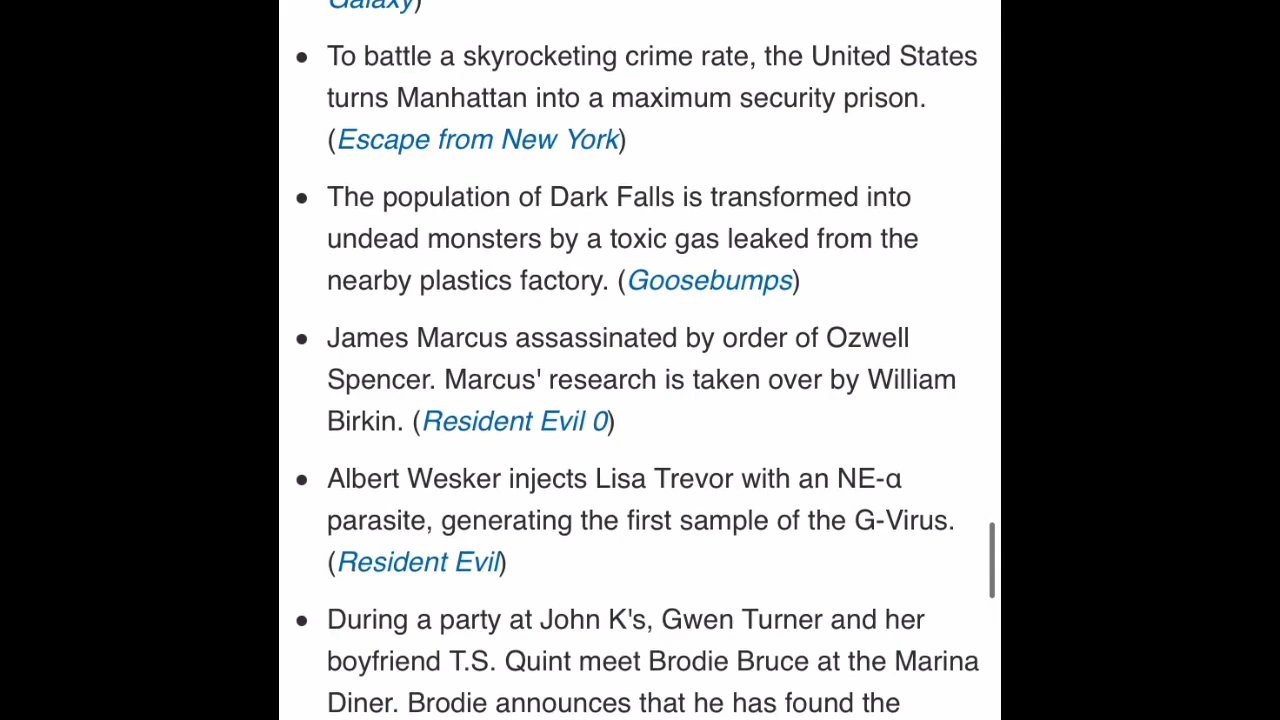 Galaxy)
• To battle a skyrocketing crime rate, the United States
turns Manhattan into a maximum security prison.
(Escape from New York)
• The population of Dark Falls is transformed into
undead monsters by a toxic gas leaked from the
nearby plastics factory. (Goosebumps)
• James Marcus assassinated by order of Ozwell
Spencer. Marcus' research is taken over by William
Birkin. (Resident Evil 0)
• Albert Wesker injects Lisa Trevor with an NE-α
parasite, generating the first sample of the G-Virus.
(Resident Evil)
• During a party at John K's, Gwen Turner and her
boyfriend T.S. Quint meet Brodie Bruce at the Marina
Diner. Brodie announces that he has found the